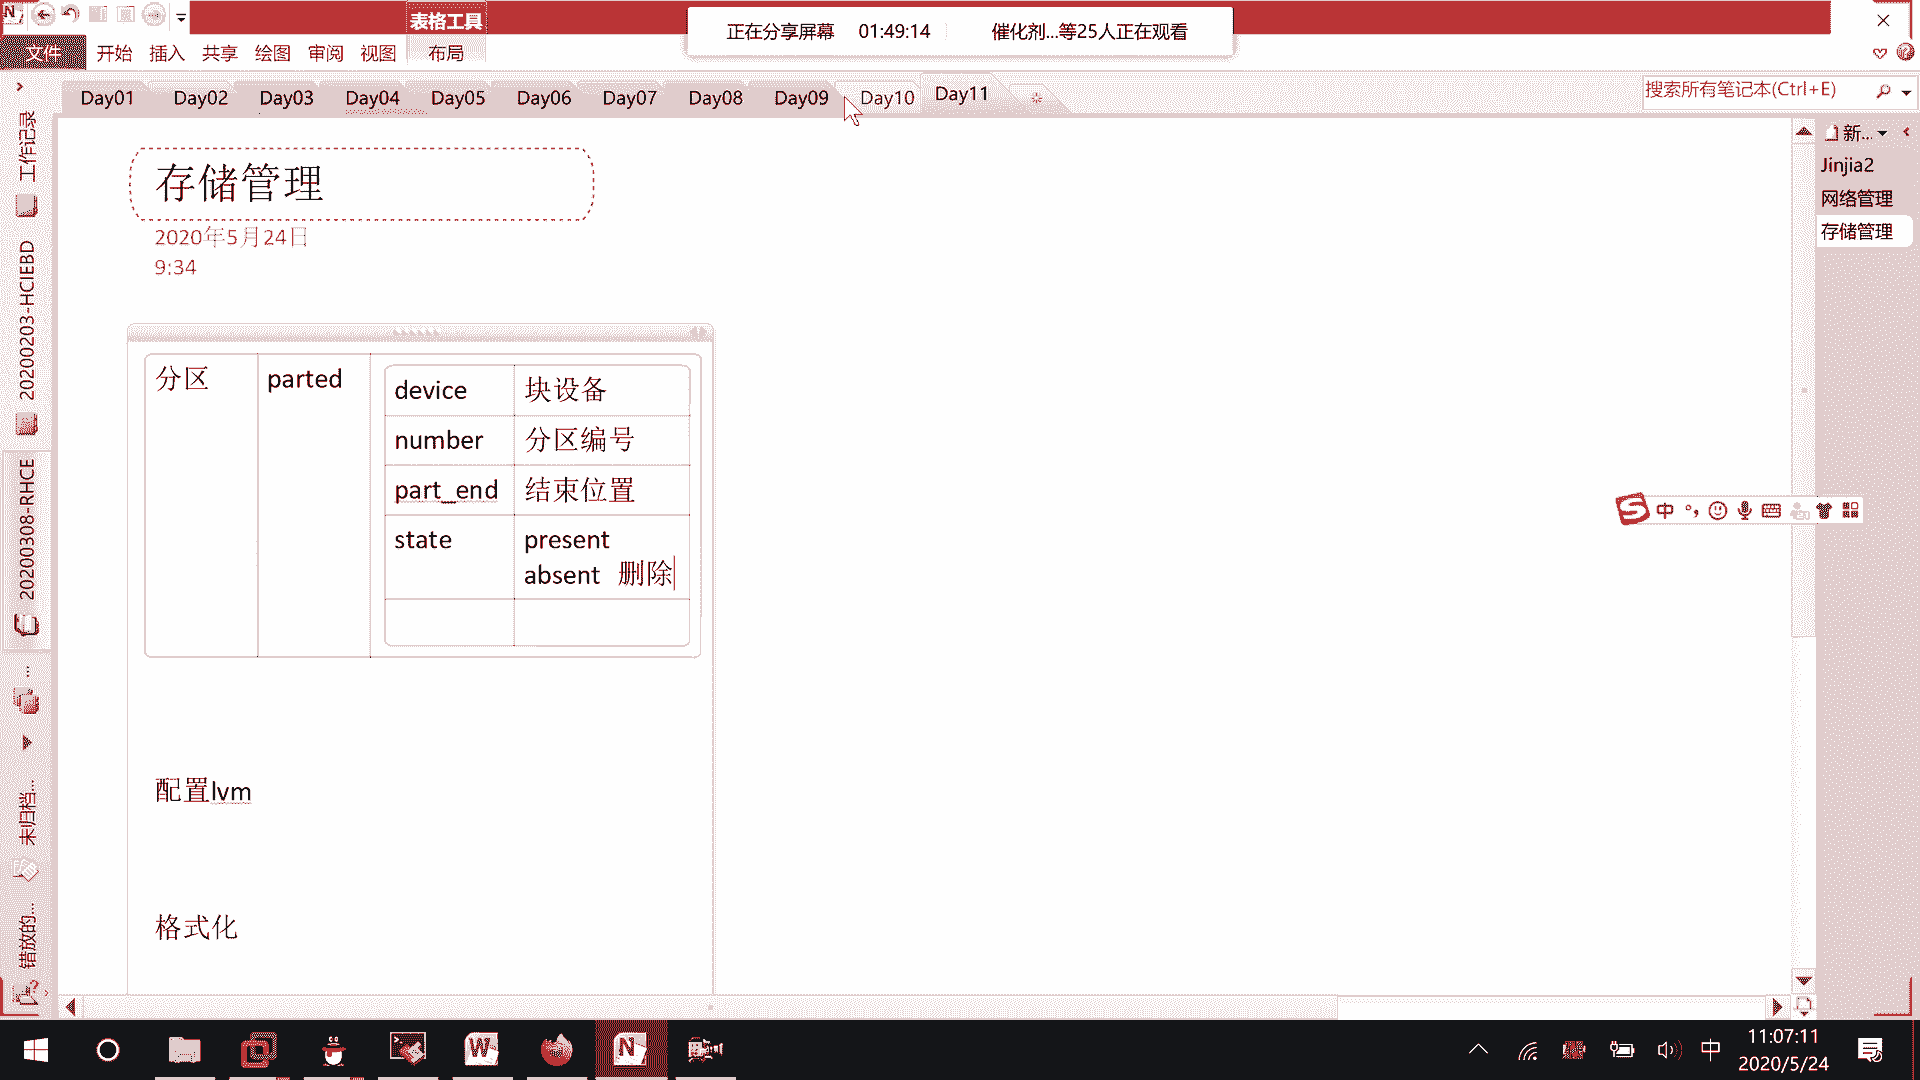 表格工具
正在分享屏幕 01:49:14 催化剂...等25人正在观看
文件 开始 插入 共享 绘图 审阅 视图 布局
Day01 Day02 Day03 Day04 Day05 Day06 Day07 Day08 Day09 Day10 Day11
搜索所有笔记本(Ctrl+E)
新...
Jinjia2
网络管理
存储管理
工作记录
20200203-HCIEBD
20200308-RHCE
...
未归档...
错放的...
存储管理
2020年5月24日
9:34
分区 parted device 块设备
number 分区编号
part_end 结束位置
state present
absent 删除
配置lvm
格式化
中
中
11:07:11
2020/5/24